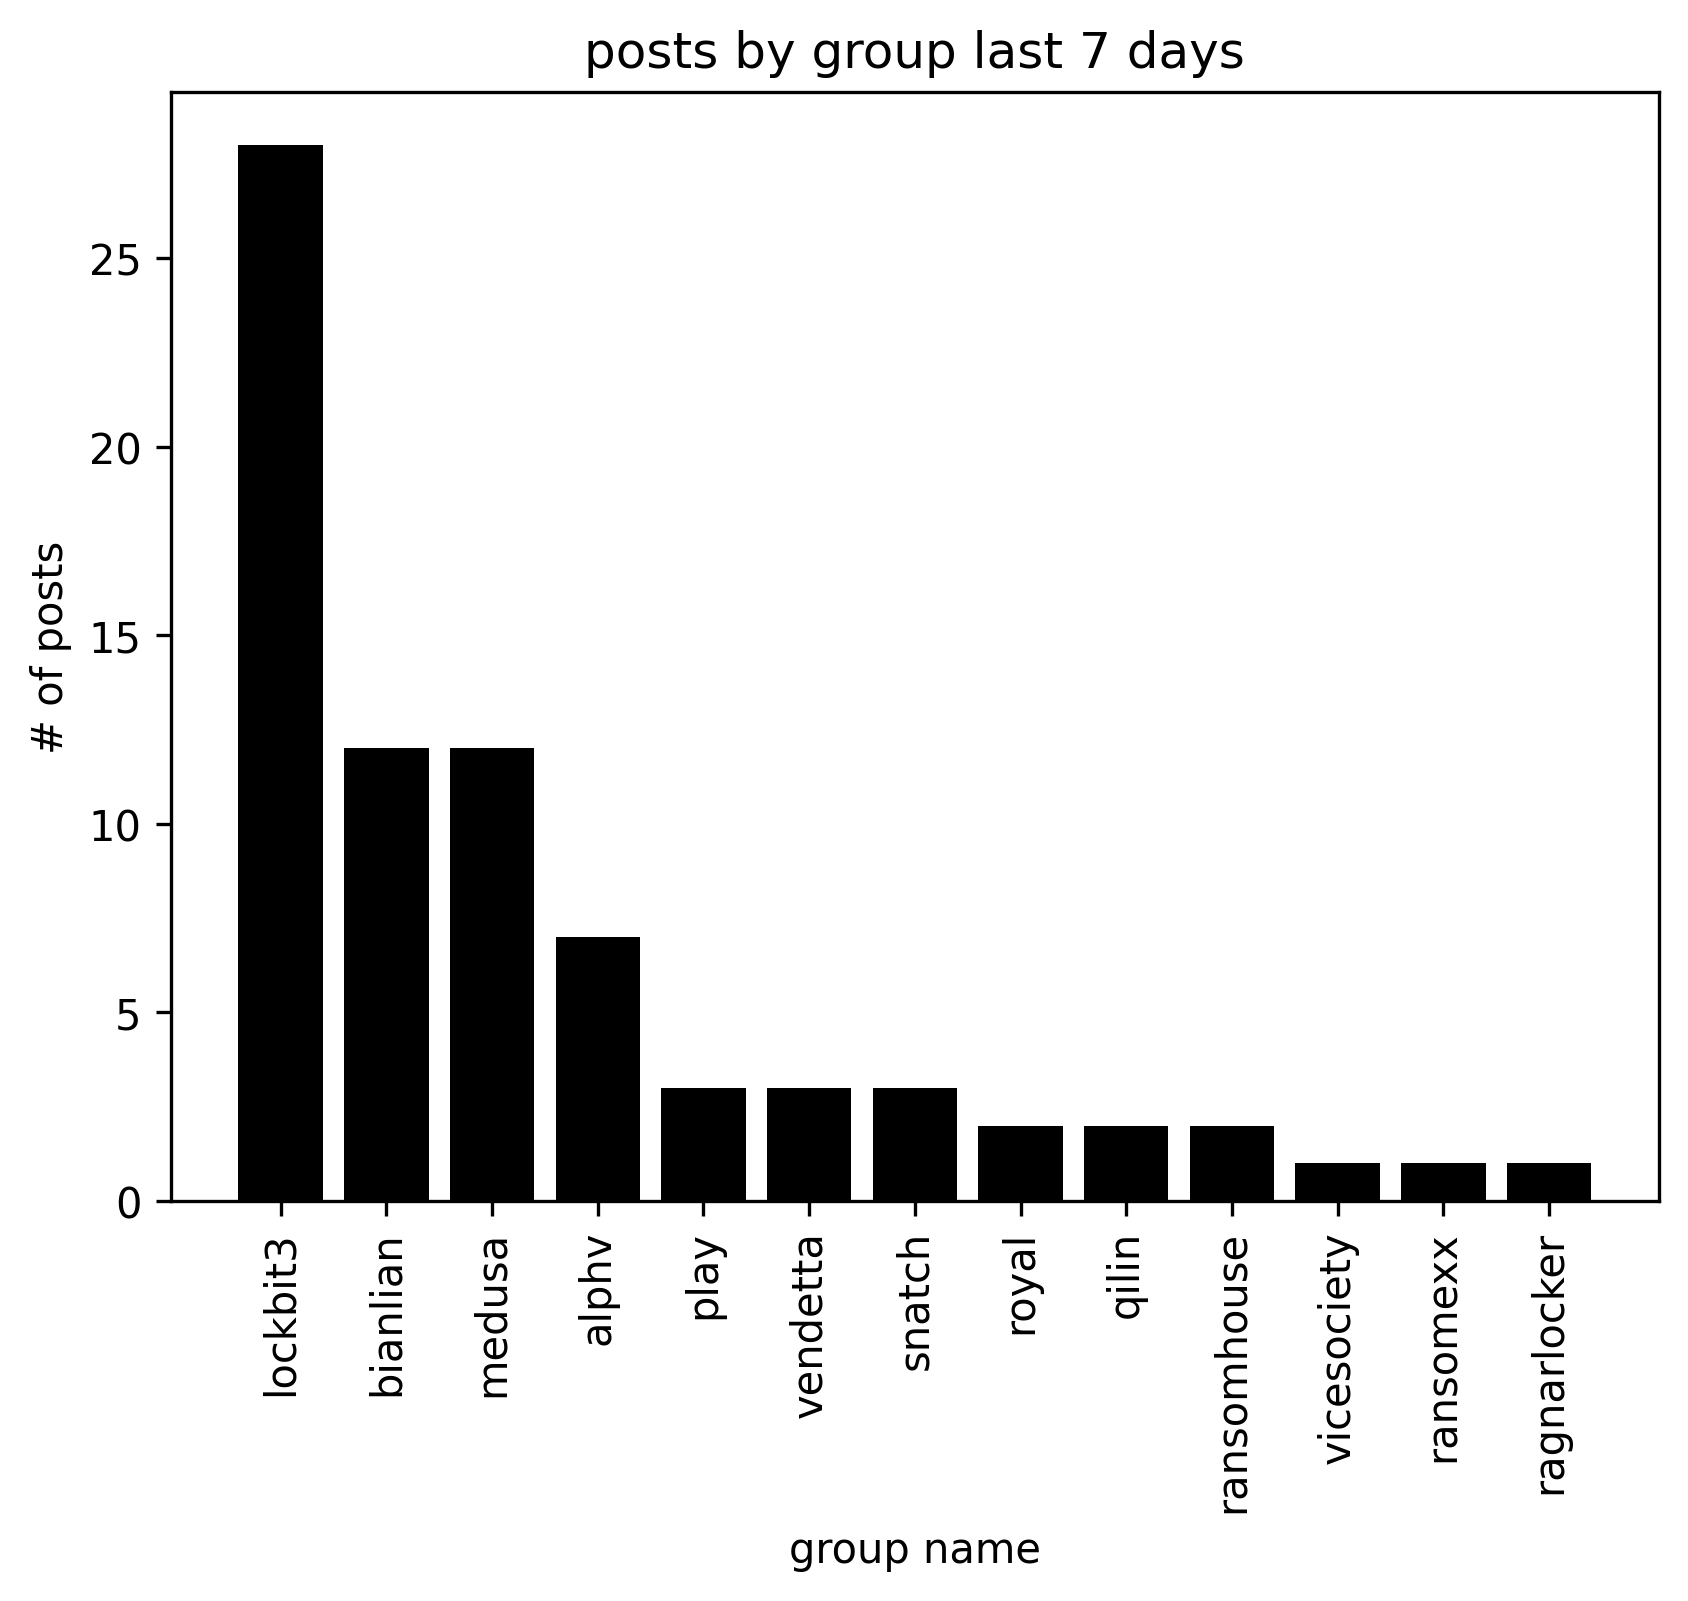 posts by group last 7 days
# of posts
25
20
15
10
5
0
lockbit3
bianlian
medusa
alphv
play
vendetta
snatch
royal
qilin
ransomhouse
vicesociety
ransomexx
ragnarlocker
group name